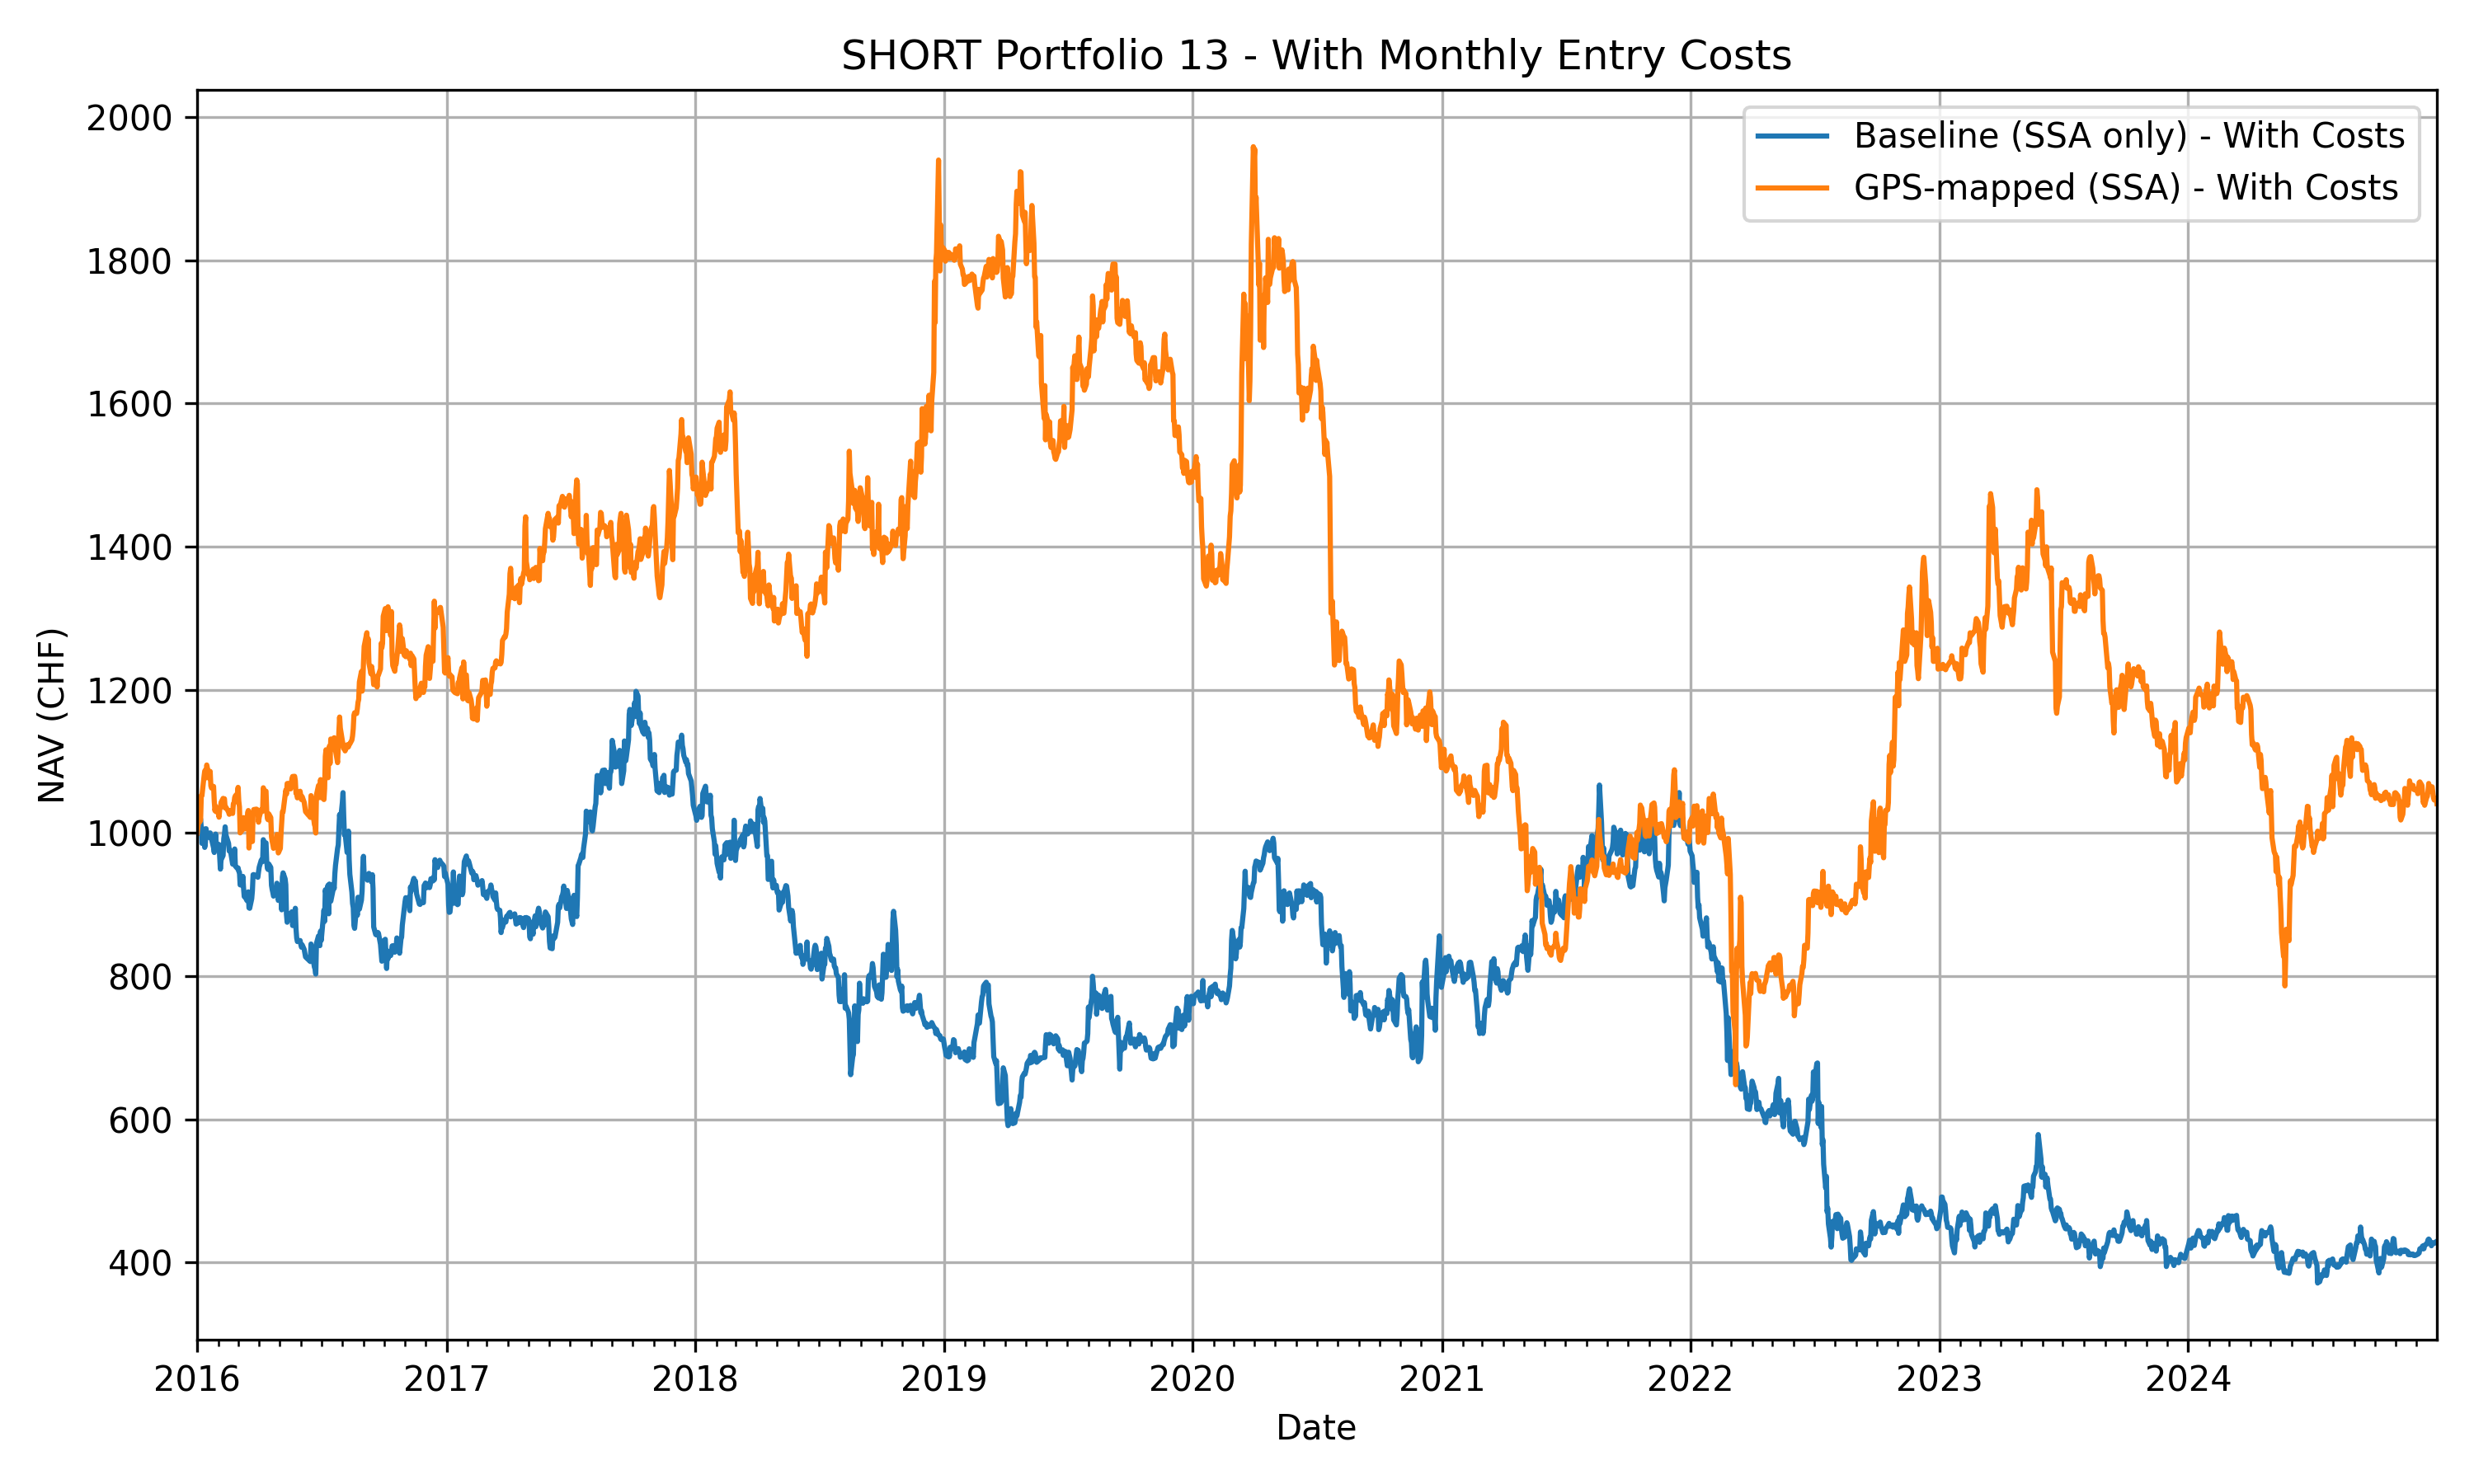 SHORT Portfolio 13 - With Monthly Entry Costs
Baseline (SSA only) - With Costs
GPS-mapped (SSA) - With Costs
NAV (CHF)
2000
1800
1600
1400
1200
1000
800
600
400
2016 2017 2018 2019 2020 2021 2022 2023 2024
Date